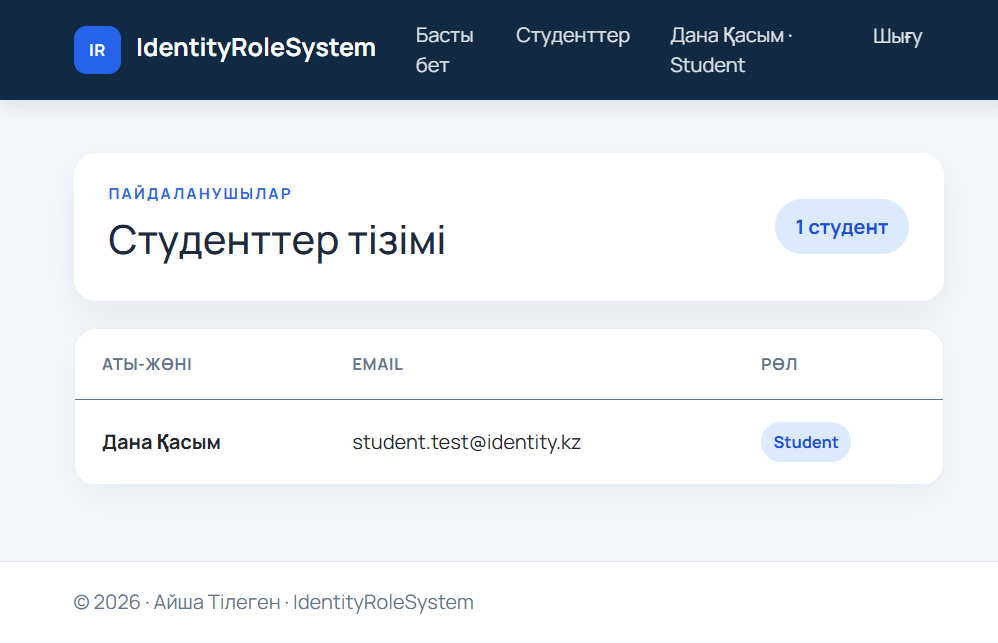 IR
IdentityRoleSystem
Басты
бет
Студенттер
Дана Қасым ·
Student
Шығу
ПАЙДАЛАНУШЫЛАР
Студенттер тізімі
1 студент
АТЫ-ЖӨНІ EMAIL РӨЛ
Дана Қасым student.test@identity.kz Student
© 2026 · Айша Тілеген · IdentityRoleSystem